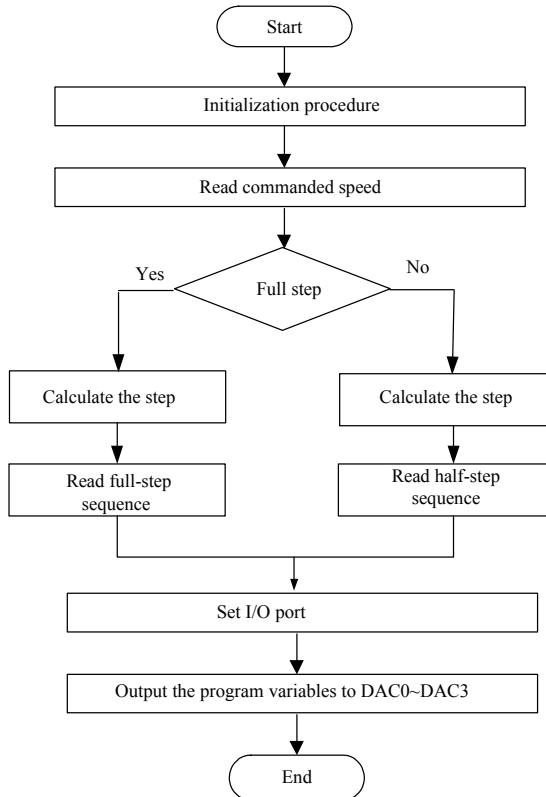 Start
Initialization procedure
Read commanded speed
Yes
No
Full step
Calculate the step
Calculate the step
Read full-step
sequence
Read half-step
sequence
Set I/O port
Output the program variables to DAC0~DAC3
End